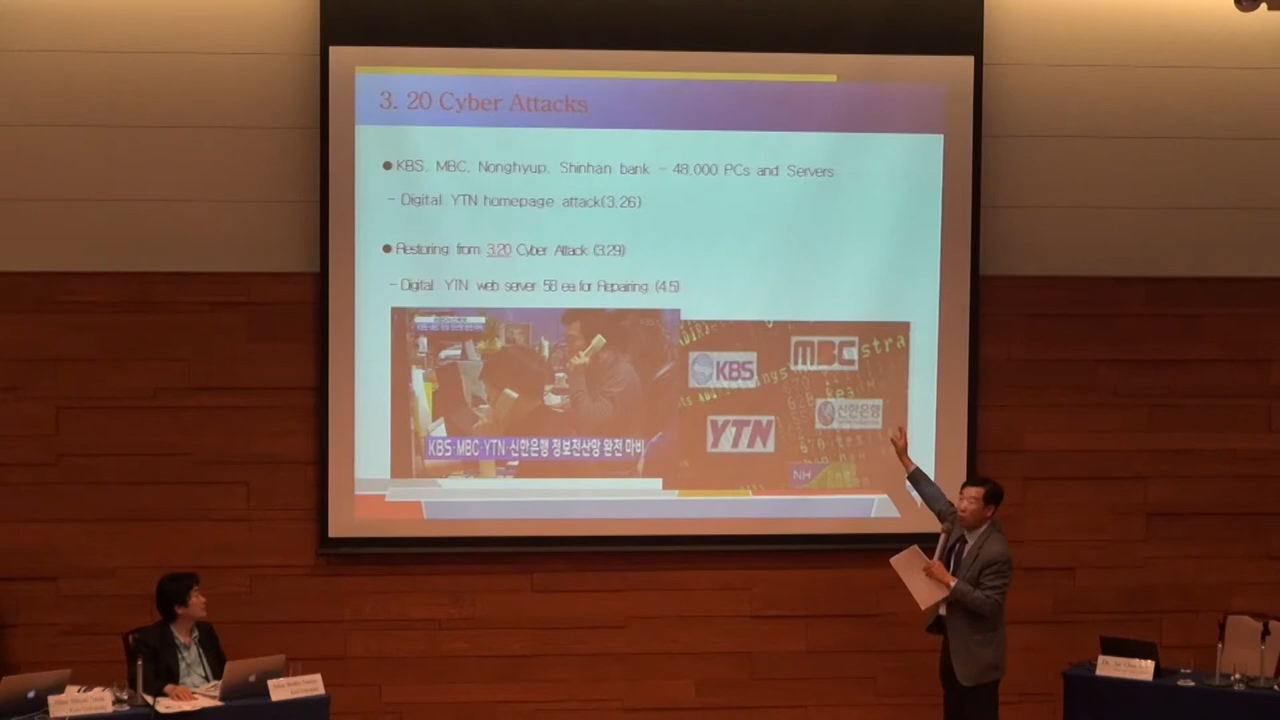 3. 20 Cyber Attacks
●KBS, MBC, Nonghyup, Shinhan bank - 48,000 PCs and Servers
- Digital YTN homepage attack(3.26)
●Restoring from 3.20 Cyber Attack (3.29)
- Digital YTN web server 58 ea for Repairing (4.5)
KBS·MBC·YTN·신한은행 정보전산망 완전 마비
stra
MBC
KBS
신한은행
YTN
NH